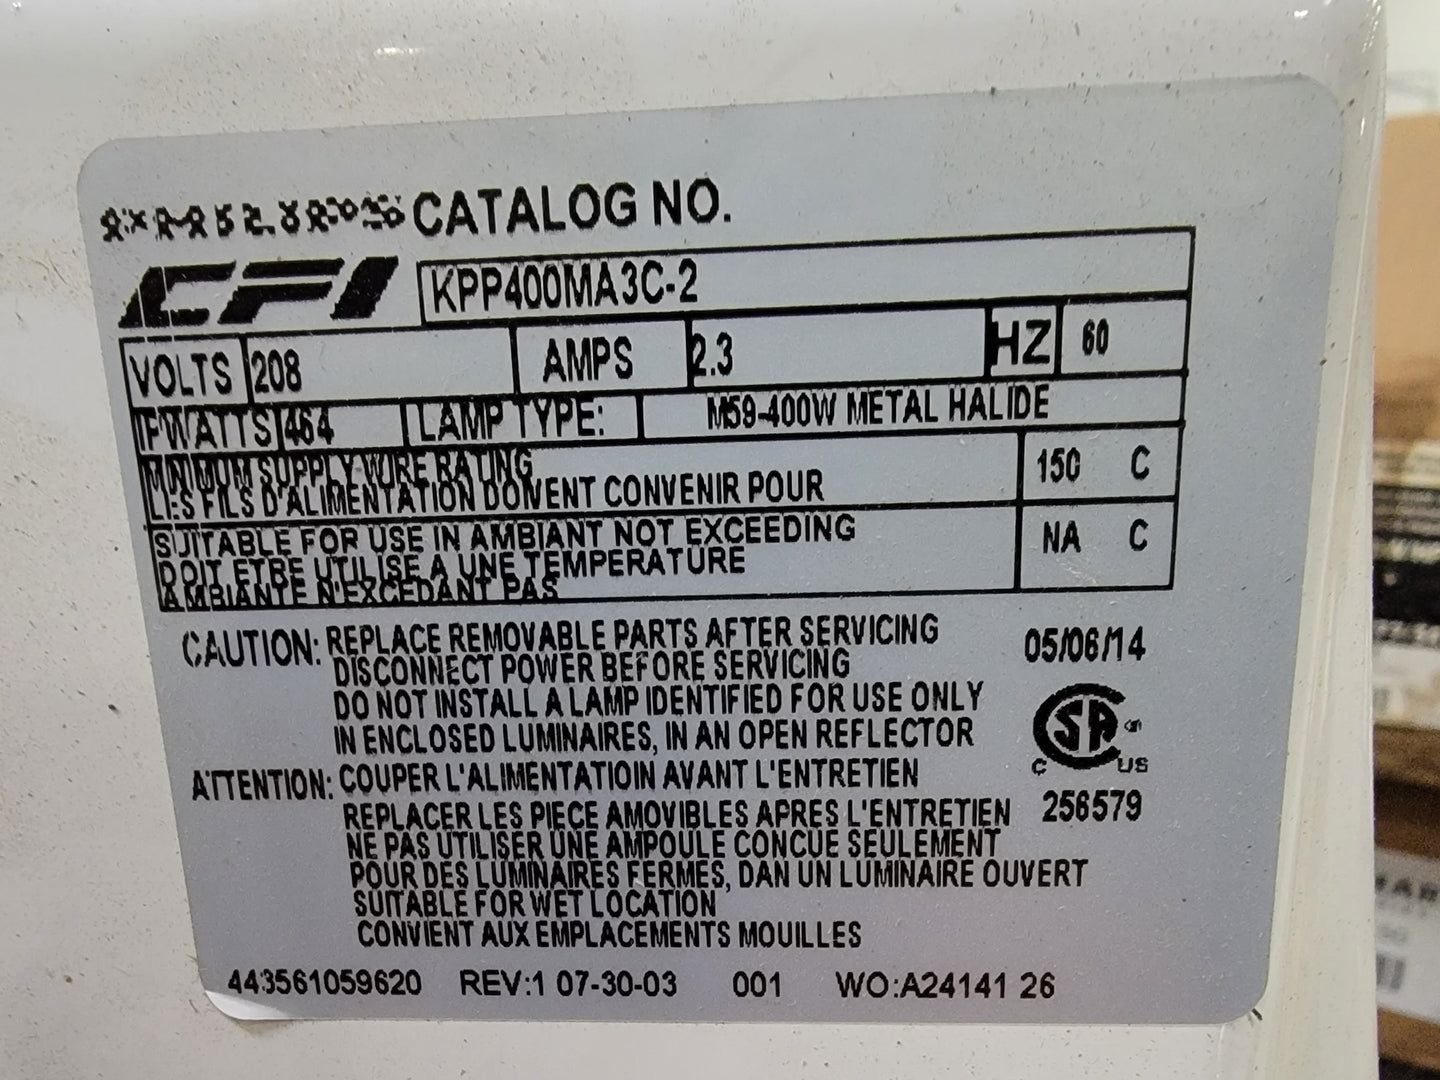 CATALOG NO.
CFI KPP400MA3C-2
VOLTS 208 AMPS 2.3 HZ 60
IPWATTS 464 LAMP TYPE: M59-400W METAL HALIDE
MINIMUM SUPPLY WIRE RATING
LES FILS D'ALIMENTATION DOIVENT CONVENIR POUR 150 C
SUITABLE FOR USE IN AMBIANT NOT EXCEEDING
DOIT ETRE UTILISE A UNE TEMPERATURE NA C
AMBIANTE N'EXCEDANT PAS
CAUTION: REPLACE REMOVABLE PARTS AFTER SERVICING 05/06/14
DISCONNECT POWER BEFORE SERVICING
DO NOT INSTALL A LAMP IDENTIFIED FOR USE ONLY
IN ENCLOSED LUMINAIRES, IN AN OPEN REFLECTOR
C US
ATTENTION: COUPER L'ALIMENTATIOIN AVANT L'ENTRETIEN
REPLACER LES PIECE AMOVIBLES APRES L'ENTRETIEN 256579
NE PAS UTILISER UNE AMPOULE CONCUE SEULEMENT
POUR DES LUMINAIRES FERMES, DAN UN LUMINAIRE OUVERT
SUITABLE FOR WET LOCATION
CONVIENT AUX EMPLACEMENTS MOUILLES
443561059620 REV:1 07-30-03 001 WO:A24141 26